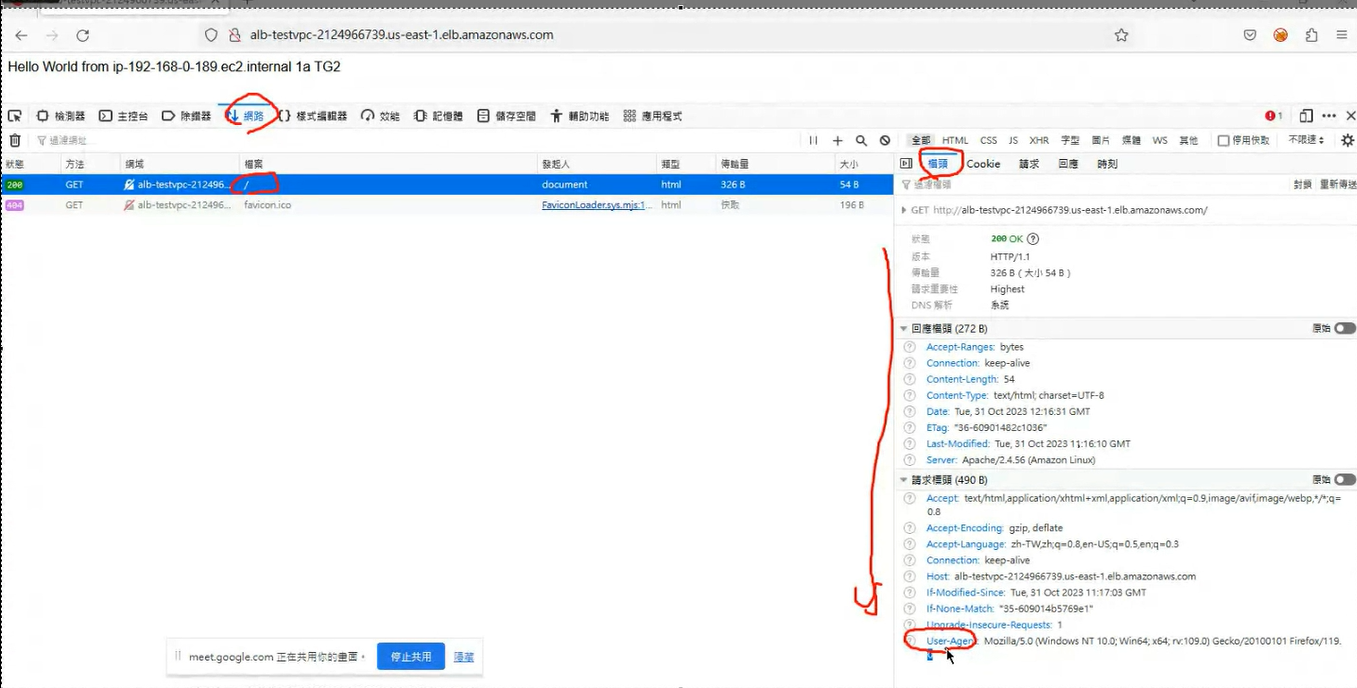 alb-testvpc-2124966739.us-east-1.elb.amazonaws.com
Hello World from ip-192-168-0-189.ec2.internal 1a TG2
檢測器 主控台 除錯器 網路 樣式編輯器 效能 記憶體 儲存空間 輔助功能 應用程式 1
過濾網址 全部 HTML CSS JS XHR 字型 圖片 媒體 WS 其他 停用快取 不限速
狀態 方法 網域 檔案 發起人 類型 傳輸量 大小 標頭 Cookie 請求 回應 時刻
200 GET alb-testvpc-212496... / document html 326 B 54 B 過濾標頭 封鎖 重新傳送
404 GET alb-testvpc-212496... favicon.ico FaviconLoader.sys.mjs:1... html 快取 196 B
GET http://alb-testvpc-2124966739.us-east-1.elb.amazonaws.com/
狀態 200 OK
版本 HTTP/1.1
傳輸量 326 B（大小 54 B）
請求重要性 Highest
DNS 解析 系統
回應標頭 (272 B) 原始
Accept-Ranges: bytes
Connection: keep-alive
Content-Length: 54
Content-Type: text/html; charset=UTF-8
Date: Tue, 31 Oct 2023 12:16:31 GMT
ETag: "36-60901482c1036"
Last-Modified: Tue, 31 Oct 2023 11:16:10 GMT
Server: Apache/2.4.56 (Amazon Linux)
請求標頭 (490 B) 原始
Accept: text/html,application/xhtml+xml,application/xml;q=0.9,image/avif,image/webp,*/*;q=
0.8
Accept-Encoding: gzip, deflate
Accept-Language: zh-TW,zh;q=0.8,en-US;q=0.5,en;q=0.3
Connection: keep-alive
Host: alb-testvpc-2124966739.us-east-1.elb.amazonaws.com
If-Modified-Since: Tue, 31 Oct 2023 11:17:03 GMT
If-None-Match: "35-609014b5769e1"
Upgrade-Insecure-Requests: 1
User-Agent: Mozilla/5.0 (Windows NT 10.0; Win64; x64; rv:109.0) Gecko/20100101 Firefox/119.
0
meet.google.com 正在共用你的畫面。 停止共用 隱藏